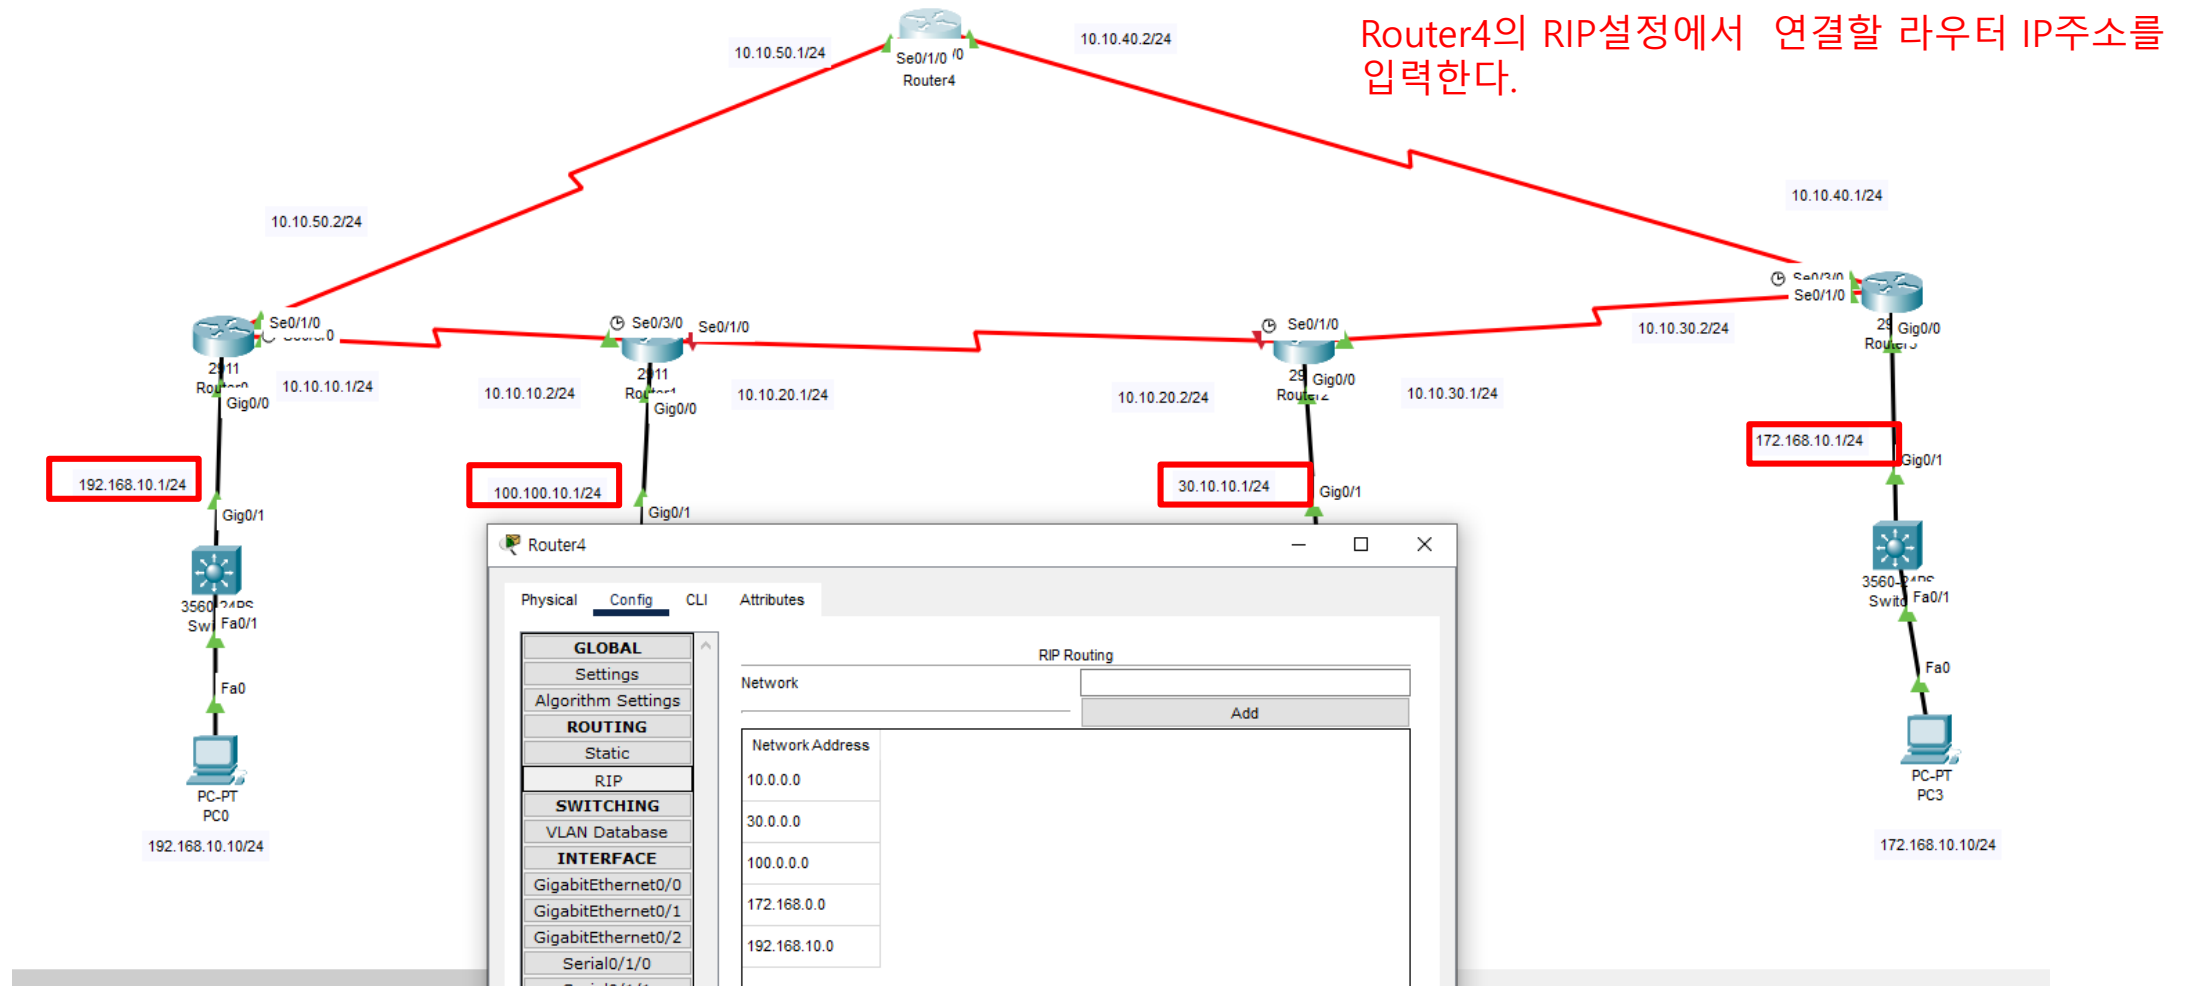 Router4의 RIP설정에서 연결할 라우터 IP주소를
입력한다.
10.10.50.1/24
10.10.40.2/24
Se0/1/0
Router4
10.10.40.1/24
10.10.50.2/24
Se0/3/0
Se0/1/0
Se0/1/0
Se0/3/0
Se0/1/0
Se0/1/0
10.10.30.2/24
Gig0/0
2911
2911
Gig0/0
10.10.10.1/24
10.10.10.2/24
10.10.20.1/24
10.10.20.2/24
10.10.30.1/24
Router2
Gig0/0
Gig0/0
172.168.10.1/24
Gig0/1
192.168.10.1/24
100.100.10.1/24
30.10.10.1/24
Gig0/1
Gig0/1
Gig0/1
Router4
Physical Config CLI Attributes
GLOBAL
Settings
Algorithm Settings
ROUTING
Static
RIP
SWITCHING
VLAN Database
INTERFACE
GigabitEthernet0/0
GigabitEthernet0/1
GigabitEthernet0/2
Serial0/1/0
RIP Routing
Network
Add
Network Address
10.0.0.0
30.0.0.0
100.0.0.0
172.168.0.0
192.168.10.0
3560-24PS
Fa0/1
Fa0
PC-PT
PC0
192.168.10.10/24
3560-24PS
Fa0/1
Fa0
PC-PT
PC3
172.168.10.10/24